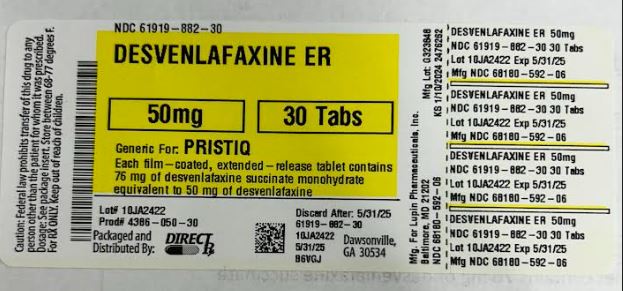 Caution: Federal law prohibits transfer of this drug to any
person other than the patient for whom it was prescribed.
Dosage: See package insert. Store between 68-77 degrees F.
For RX ONLY. Keep out of reach of children.
NDC 61919-882-30
DESVENLAFAXINE ER
50mg
30 Tabs
Generic For: PRISTIQ
Each film-coated, extended-release tablet contains
76 mg of desvenlafaxine succinate monohydrate
equivalent to 50 mg of desvenlafaxine
Lot# 10JA2422
Prod# 4386-050-30
Packaged and
Distributed By:
DIRECT Rx
Discard After: 5/31/25
61919-882-30
10JA2422
5/31/25
B6VGJ
Dawsonville,
GA 30534
Mfg. For Lupin Pharmaceuticals, Inc.
Baltimore, MD 21202
NDC 68180-592-06
Mfg Lot: G323848
KS 1/10/2024 2476262
DESVENLAFAXINE ER 50mg
NDC 61919-882-30 30 Tabs
Lot 10JA2422 Exp 5/31/25
Mfg NDC 68180-592-06
DESVENLAFAXINE ER 50mg
NDC 61919-882-30 30 Tabs
Lot 10JA2422 Exp 5/31/25
Mfg NDC 68180-592-06
DESVENLAFAXINE ER 50mg
NDC 61919-882-30 30 Tabs
Lot 10JA2422 Exp 5/31/25
Mfg NDC 68180-592-06
DESVENLAFAXINE ER 50mg
NDC 61919-882-30 30 Tabs
Lot 10JA2422 Exp 5/31/25
Mfg NDC 68180-592-06